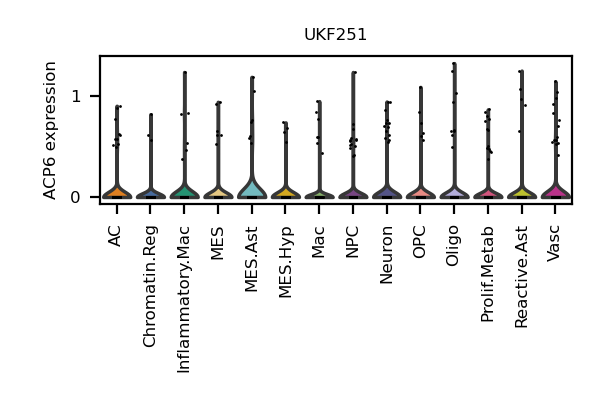 UKF251
ACP6 expression
1
0
AC
Chromatin.Reg
Inflammatory.Mac
MES
MES.Ast
MES.Hyp
Mac
NPC
Neuron
OPC
Oligo
Prolif.Metab
Reactive.Ast
Vasc